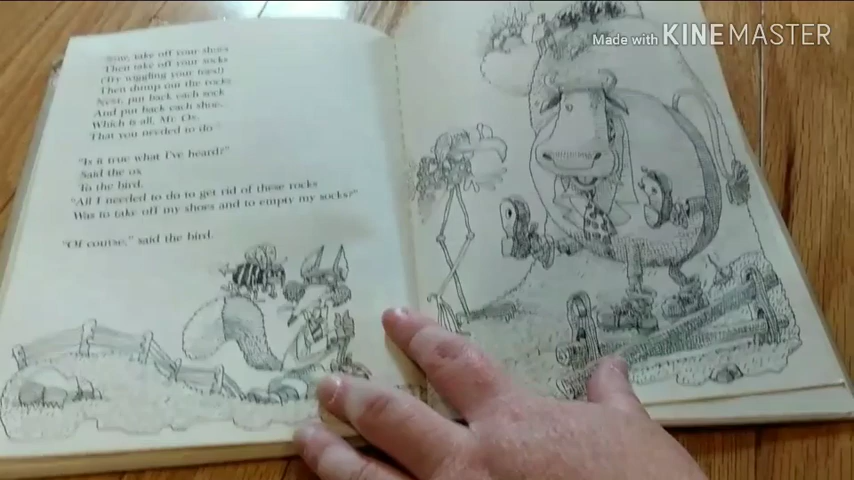 "Now, take off your shoes
Then take off your socks
(Try wiggling your toes!)
Then dump out the rocks
Next, put back each sock
And put back each shoe.
Which is all, Mr. Ox,
That you needed to do"
"Is it true what I've heard?"
Said the ox
To the bird.
"All I needed to do to get rid of these rocks
Was to take off my shoes and to empty my socks?"
"Of course," said the bird.
Made with KINEMASTER